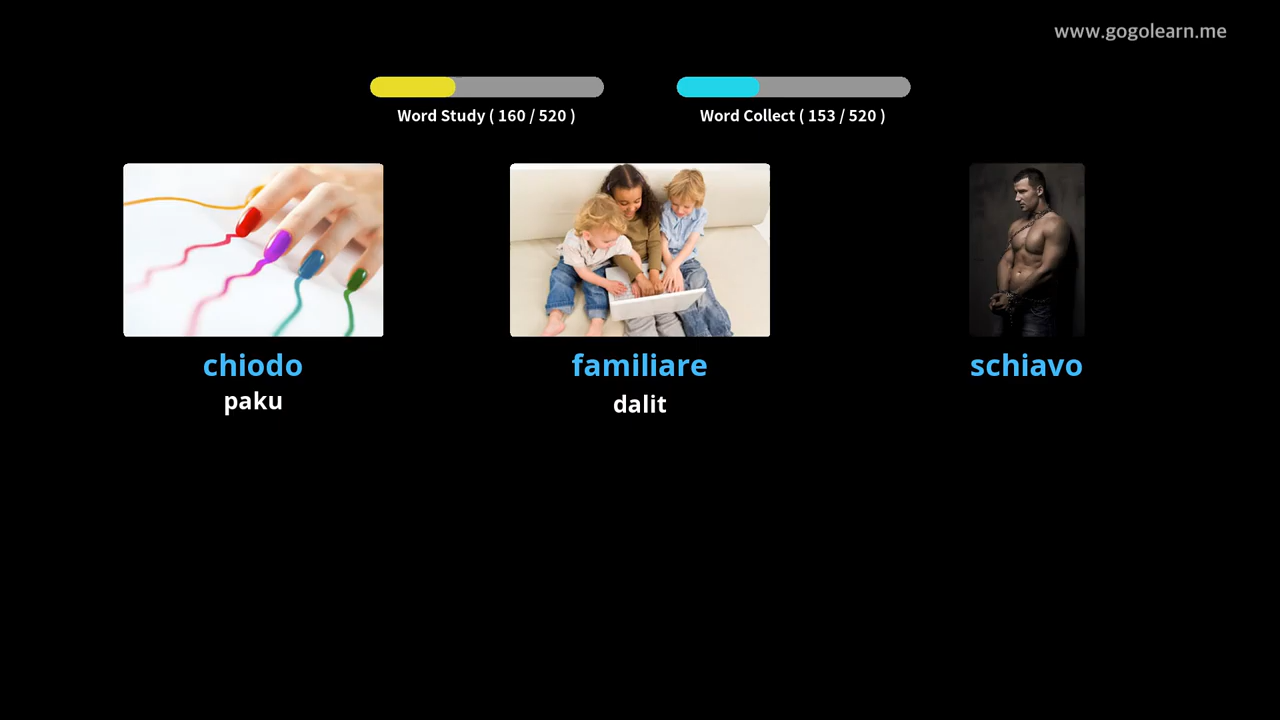 www.gogolearn.me
Word Study ( 160 / 520 )
Word Collect ( 153 / 520 )
chiodo
paku
familiare
dalit
schiavo